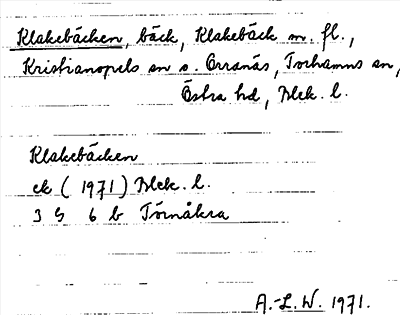 Klakebäcken, bäck, Klakebäck m. fl.,
Kristianopels sn o. Orranäs, Torhamns sn,
Östra hd, Blek. l.
Klakebäcken
ek (1971) Blek. l.
3 G 6 b Törnåkra
A.-L. W. 1971.